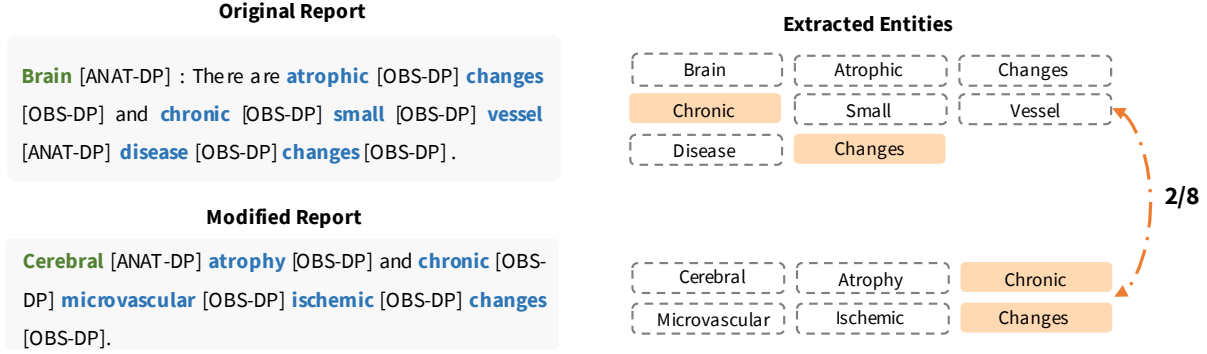 Original Report
Brain [ANAT-DP] : There are atrophic [OBS-DP] changes
[OBS-DP] and chronic [OBS-DP] small [OBS-DP] vessel
[ANAT-DP] disease [OBS-DP] changes [OBS-DP] .
Modified Report
Cerebral [ANAT-DP] atrophy [OBS-DP] and chronic [OBS-
DP] microvascular [OBS-DP] ischemic [OBS-DP] changes
[OBS-DP].
Extracted Entities
Brain Atrophic Changes
Chronic Small Vessel
Disease Changes
2/8
Cerebral Atrophy Chronic
Microvascular Ischemic Changes